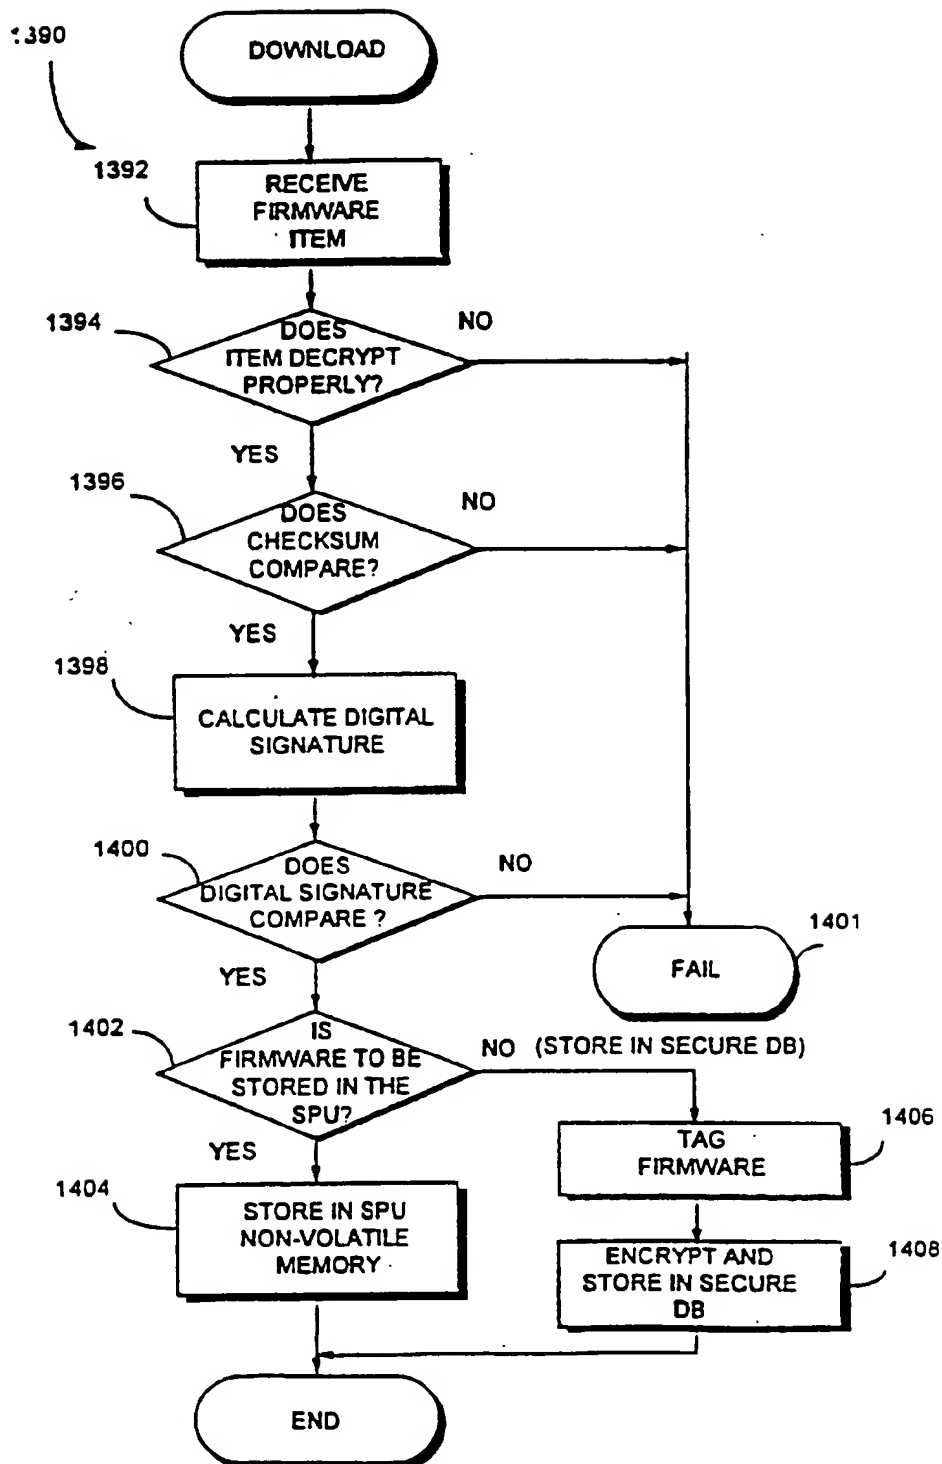 1390
DOWNLOAD
1392
RECEIVE
FIRMWARE
ITEM
1394
DOES
ITEM DECRYPT
PROPERLY?
NO
YES
1396
DOES
CHECKSUM
COMPARE?
NO
YES
1398
CALCULATE DIGITAL
SIGNATURE
1400
DOES
DIGITAL SIGNATURE
COMPARE ?
NO
YES
1401
FAIL
1402
IS
FIRMWARE TO BE
STORED IN THE
SPU?
NO (STORE IN SECURE DB)
YES
1406
TAG
FIRMWARE
1404
STORE IN SPU
NON-VOLATILE
MEMORY
1408
ENCRYPT AND
STORE IN SECURE
DB
END